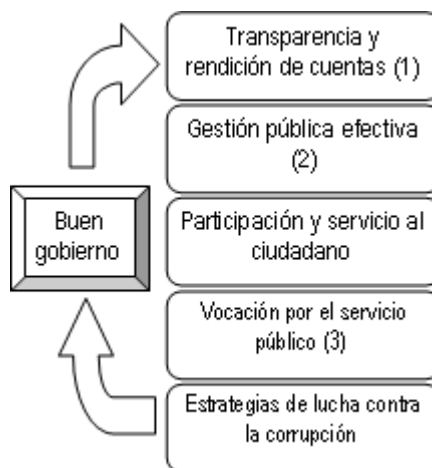 Transparencia y
rendición de cuentas (1)
Gestión pública efectiva
(2)
Buen
gobierno
Participación y servicio al
ciudadano
Vocación por el servicio
público (3)
Estrategias de lucha contra
la corrupción